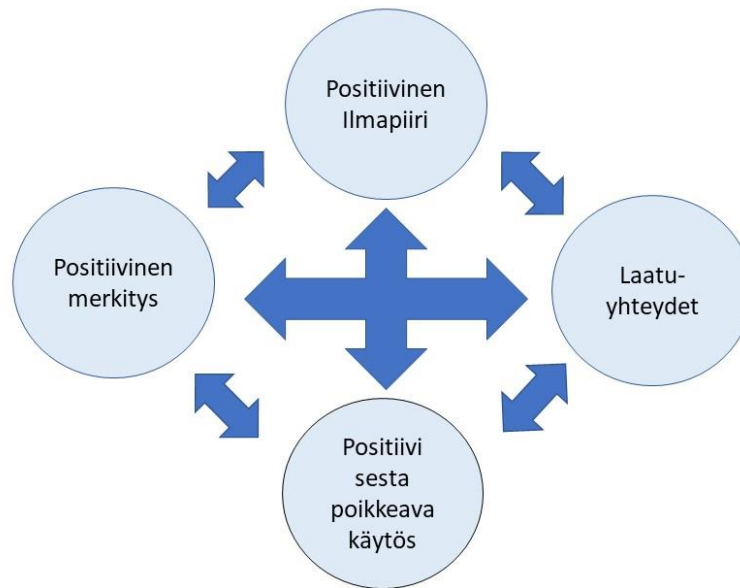 Positiivinen
Ilmapiiri
Positiivinen
merkitys
Laatu-
yhteydet
Positiivi
sesta
poikkeava
käytös